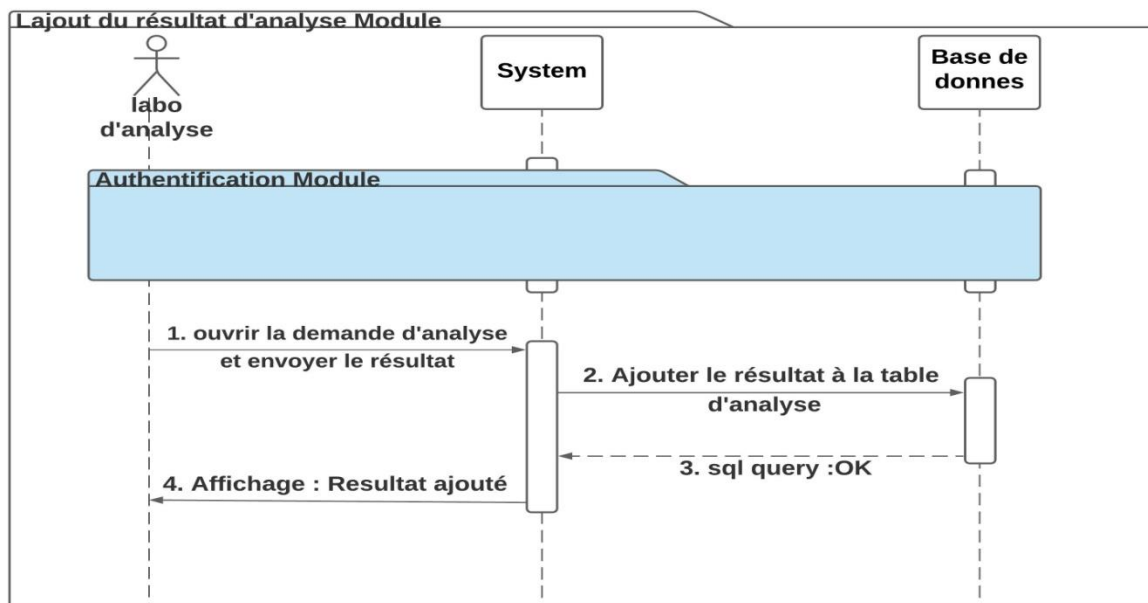 Lajout du résultat d'analyse Module
labo
d'analyse
System
Base de
donnes
Authentification Module
1. ouvrir la demande d'analyse
et envoyer le résultat
2. Ajouter le résultat à la table
d'analyse
3. sql query :OK
4. Affichage : Resultat ajouté